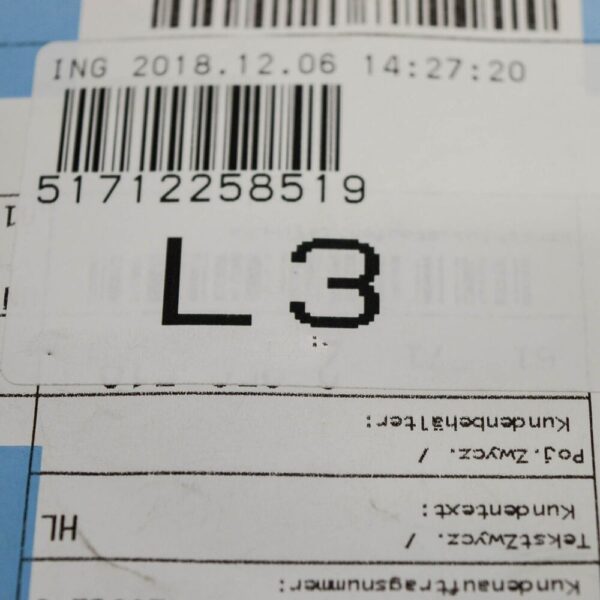 ING 2018.12.06 14:27:20
51712258519
L3
Kundenauftragsnummer:
TekstZwycz. /
Kundentext:
HL
Poj.Zwycz. /
Kundenbehälter: